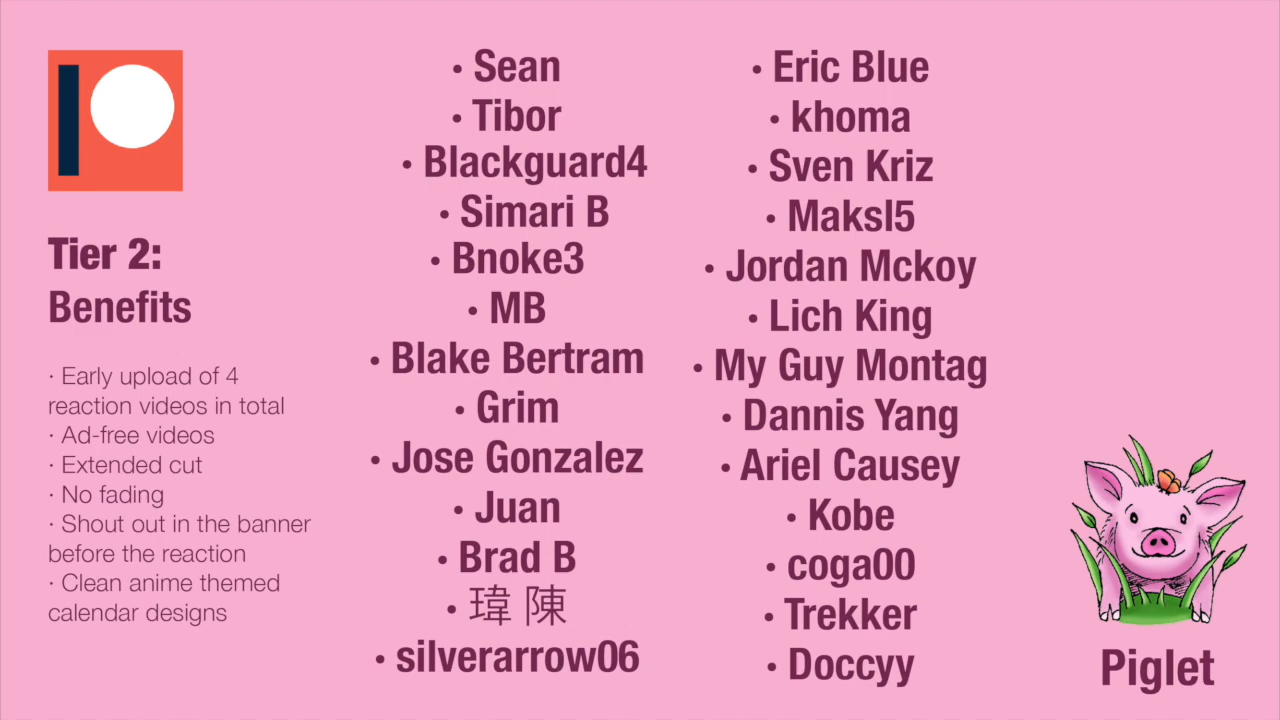 Tier 2:
Benefits
· Early upload of 4
reaction videos in total
· Ad-free videos
· Extended cut
· No fading
· Shout out in the banner
before the reaction
· Clean anime themed
calendar designs
• Sean
• Tibor
• Blackguard4
• Simari B
• Bnoke3
• MB
• Blake Bertram
• Grim
• Jose Gonzalez
• Juan
• Brad B
• 瑋 陳
• silverarrow06
• Eric Blue
• khoma
• Sven Kriz
• Maksl5
• Jordan Mckoy
• Lich King
• My Guy Montag
• Dannis Yang
• Ariel Causey
• Kobe
• coga00
• Trekker
• Doccyy
Piglet